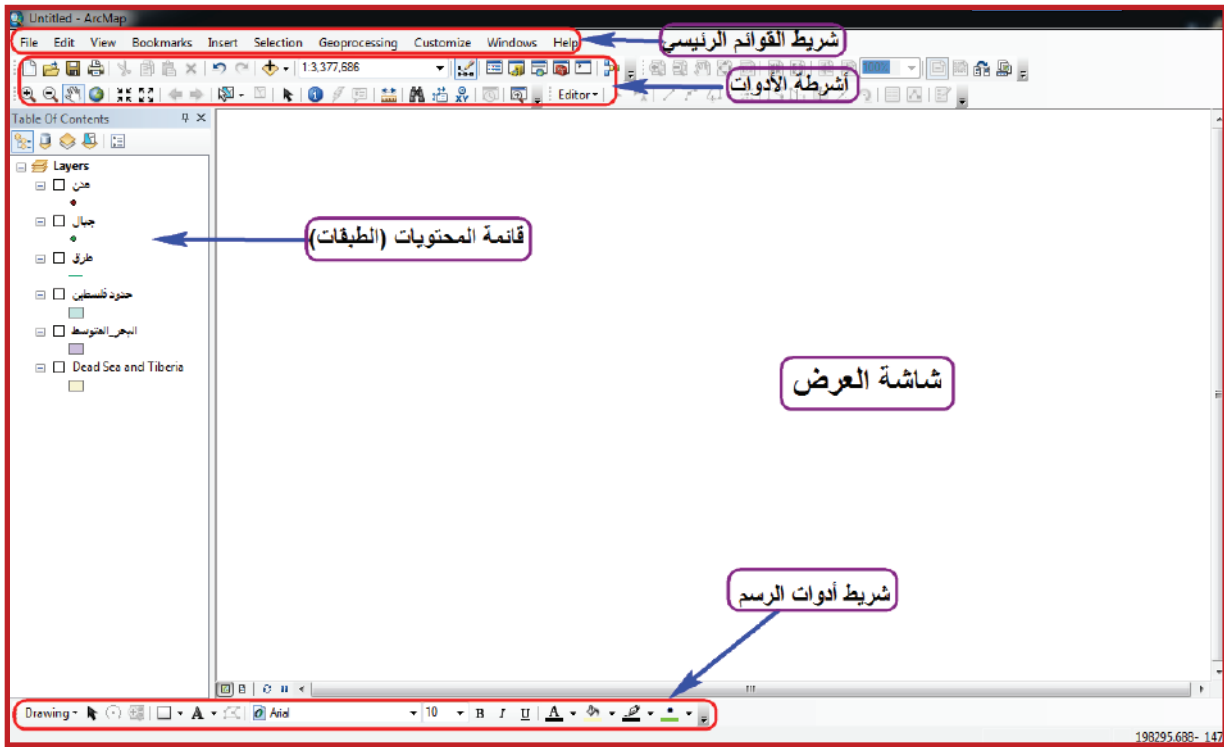 Untitled - ArcMap
File Edit View Bookmarks Insert Selection Geoprocessing Customize Windows Help
شريط القوائم الرئيسي
1:3,377,686
100%
أشرطة الأدوات
Editor
Table Of Contents
Layers
مدن
جبال
قائمة المحتويات (الطبقات)
طرق
حدود فلسطين
البحر_المتوسط
Dead Sea and Tiberia
شاشة العرض
شريط أدوات الرسم
Drawing A Arial 10 B I U A
198295.688- 147